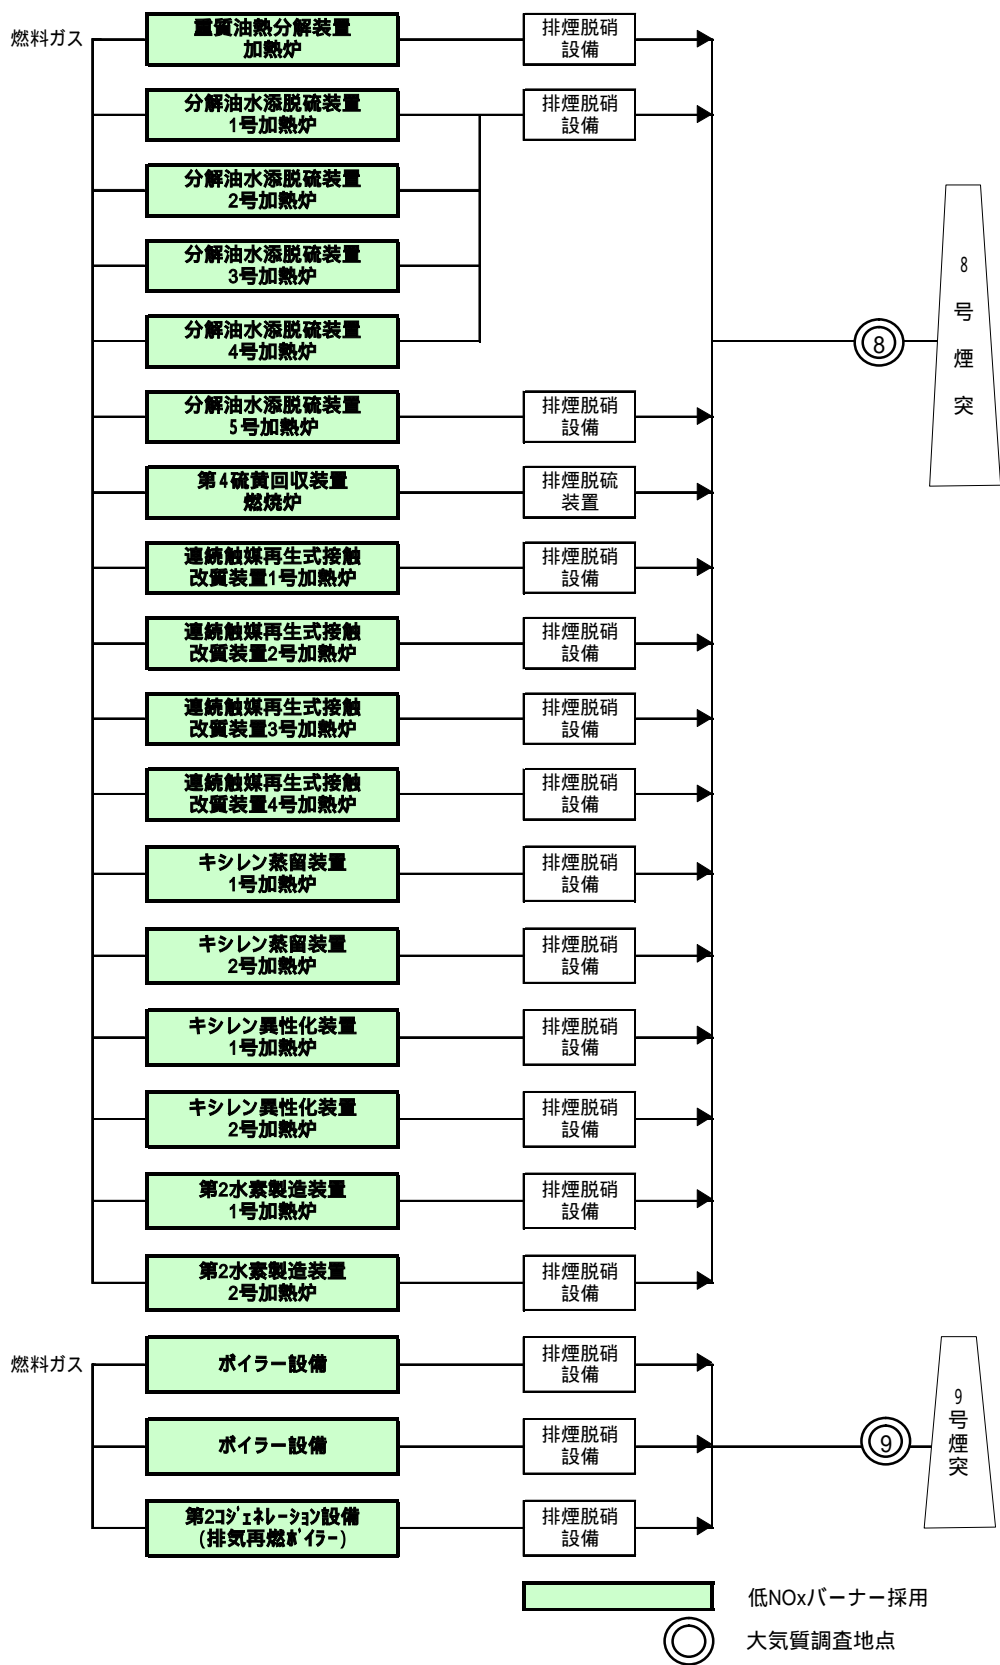 燃料ガス
重質油熱分解装置
加熱炉
排煙脱硝
設備
分解油水添脱硫装置
1号加熱炉
排煙脱硝
設備
分解油水添脱硫装置
2号加熱炉
分解油水添脱硫装置
3号加熱炉
分解油水添脱硫装置
4号加熱炉
8
8号煙突
分解油水添脱硫装置
5号加熱炉
排煙脱硝
設備
第4硫黄回収装置
燃焼炉
排煙脱硫
装置
連続触媒再生式接触
改質装置1号加熱炉
排煙脱硝
設備
連続触媒再生式接触
改質装置2号加熱炉
排煙脱硝
設備
連続触媒再生式接触
改質装置3号加熱炉
排煙脱硝
設備
連続触媒再生式接触
改質装置4号加熱炉
排煙脱硝
設備
キシレン蒸留装置
1号加熱炉
排煙脱硝
設備
キシレン蒸留装置
2号加熱炉
排煙脱硝
設備
キシレン異性化装置
1号加熱炉
排煙脱硝
設備
キシレン異性化装置
2号加熱炉
排煙脱硝
設備
第2水素製造装置
1号加熱炉
排煙脱硝
設備
第2水素製造装置
2号加熱炉
排煙脱硝
設備
燃料ガス
ボイラー設備
排煙脱硝
設備
ボイラー設備
排煙脱硝
設備
9
9号煙突
第2ｺｼﾞｪﾈﾚｰｼｮﾝ設備
(排気再燃ﾎﾞｲﾗｰ)
排煙脱硝
設備
低NOxバーナー採用
大気質調査地点